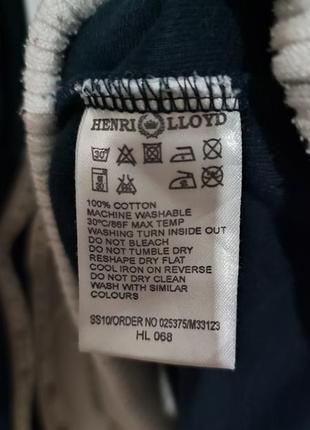 HENRI LLOYD
30°
100% COTTON
MACHINE WASHABLE
30°C/86F MAX TEMP
WASHING TURN INSIDE OUT
DO NOT BLEACH
DO NOT TUMBLE DRY
RESHAPE DRY FLAT
COOL IRON ON REVERSE
DO NOT DRY CLEAN
WASH WITH SIMILAR
COLOURS
SS10/ORDER NO 025375/M33123
HL 068